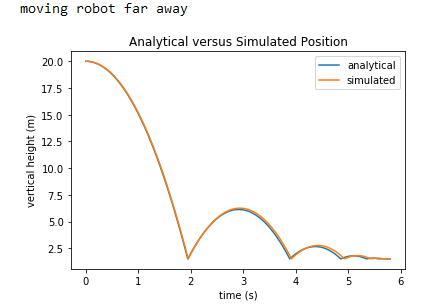 moving robot far away
Analytical versus Simulated Position
analytical
simulated
vertical height (m)
20.0
17.5
15.0
12.5
10.0
7.5
5.0
2.5
0 1 2 3 4 5 6
time (s)